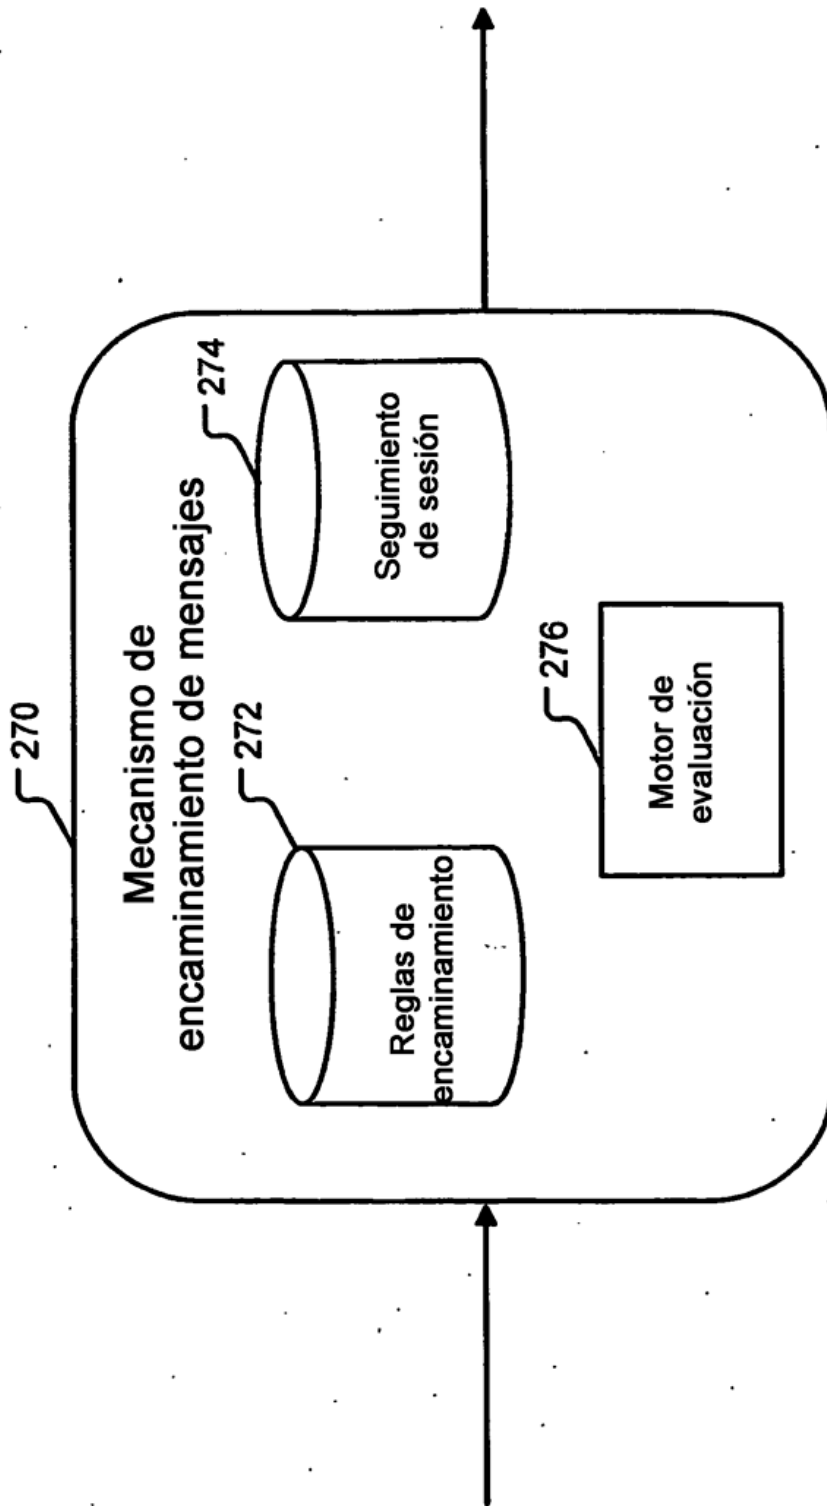 270
Mecanismo de
encaminamiento de mensajes
272
Reglas de
encaminamiento
274
Seguimiento
de sesión
276
Motor de
evaluación